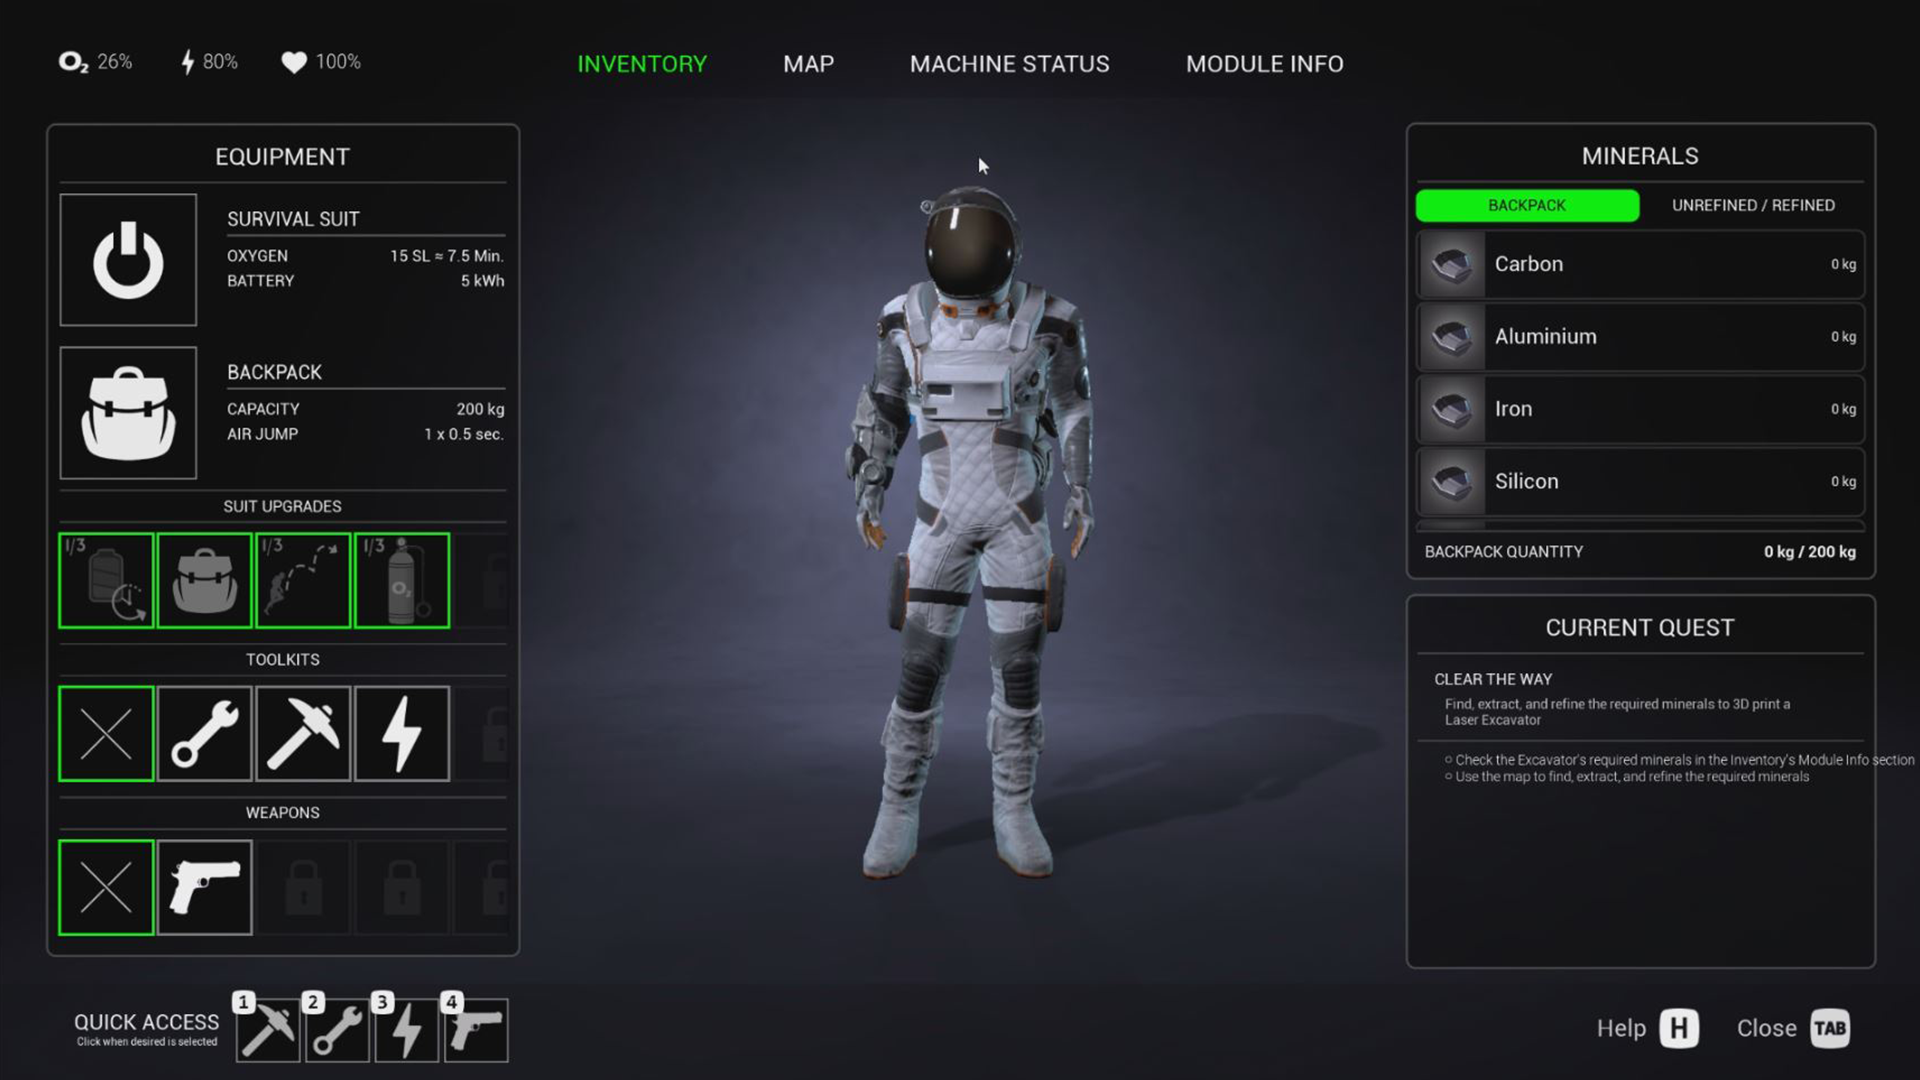 O2 26% 80% 100%
INVENTORY MAP MACHINE STATUS MODULE INFO
EQUIPMENT
SURVIVAL SUIT
OXYGEN 15 SL ≈ 7.5 Min.
BATTERY 5 kWh
BACKPACK
CAPACITY 200 kg
AIR JUMP 1 x 0.5 sec.
SUIT UPGRADES
1/3 1/3 1/3
O2
TOOLKITS
WEAPONS
QUICK ACCESS
Click when desired is selected
1 2 3 4
MINERALS
BACKPACK UNREFINED / REFINED
Carbon 0 kg
Aluminium 0 kg
Iron 0 kg
Silicon 0 kg
BACKPACK QUANTITY 0 kg / 200 kg
CURRENT QUEST
CLEAR THE WAY
Find, extract, and refine the required minerals to 3D print a
Laser Excavator
○ Check the Excavator's required minerals in the Inventory's Module Info section
○ Use the map to find, extract, and refine the required minerals
Help H Close TAB